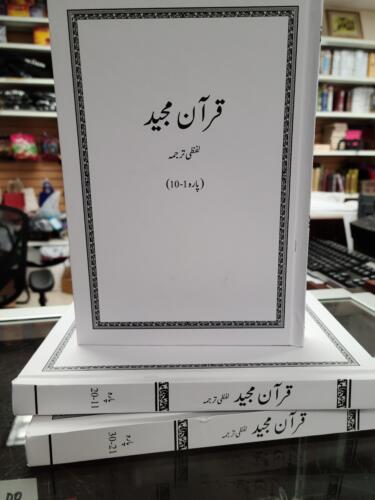 قرآن مجید
لفظی ترجمہ
(پارہ 1-10)
قرآن مجید لفظی ترجمہ پارہ 11-20
قرآن مجید لفظی ترجمہ پارہ 21-30